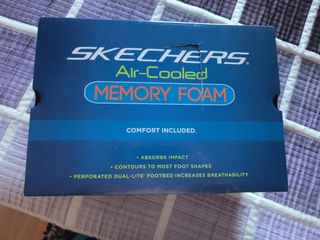 SKECHERS
Air-Cooled
MEMORY FOAM
COMFORT INCLUDED.
• ABSORBS IMPACT
• CONTOURS TO MOST FOOT SHAPES
• PERFORATED DUAL-LITE® FOOTBED INCREASES BREATHABILITY